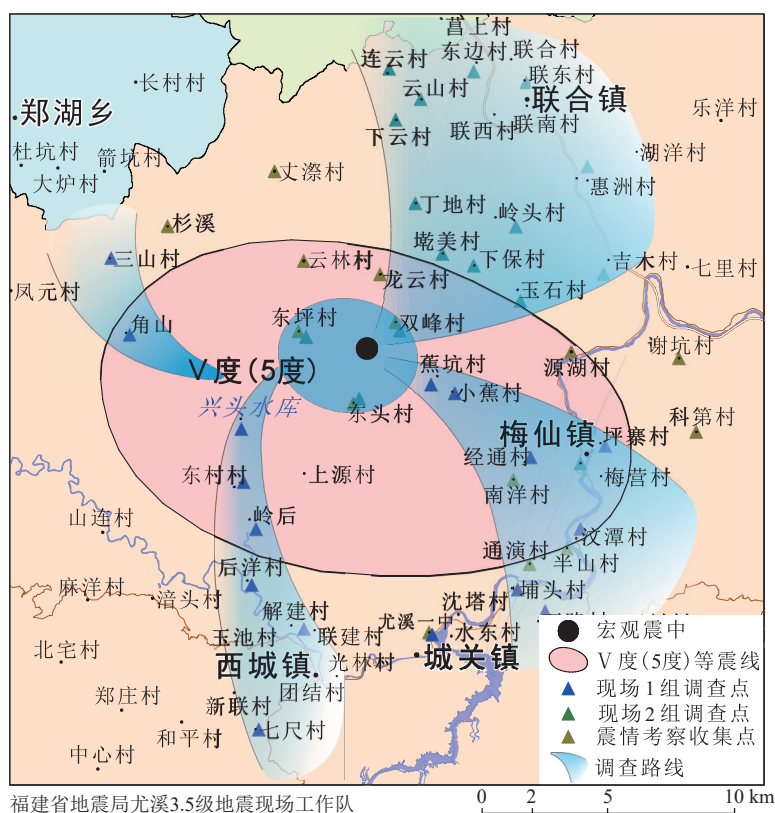 菖上村
连云村 东边村 联合村
长村村
云山村
联东村
联合镇
郑湖乡
乐洋村
下云村 联西村 联南村
杜坑村
箭坑村
湖洋村
大炉村
丈漈村
惠洲村
丁地村
岭头村
杉溪
墘美村
三山村
云林村
下保村
吉木村
七里村
龙云村
凤元村
玉石村
角山
东坪村
双峰村
谢坑村
V度(5度)
蕉坑村
源湖村
小蕉村
兴头水库
东头村
科第村
梅仙镇
坪寨村
经通村
东村村
上源村
梅营村
南洋村
山连村
岭后
汶潭村
通演村
半山村
后洋村
麻洋村
涪头村
埔头村
沈塔村
解建村
尤溪一中
玉池村
联建村
水东村
北宅村
西城镇
光林村
城关镇
团结村
郑庄村
新联村
七尺村
和平村
中心村
宏观震中
V度(5度)等震线
现场1组调查点
现场2组调查点
震情考察收集点
调查路线
福建省地震局尤溪3.5级地震现场工作队
0 2 5 10 km